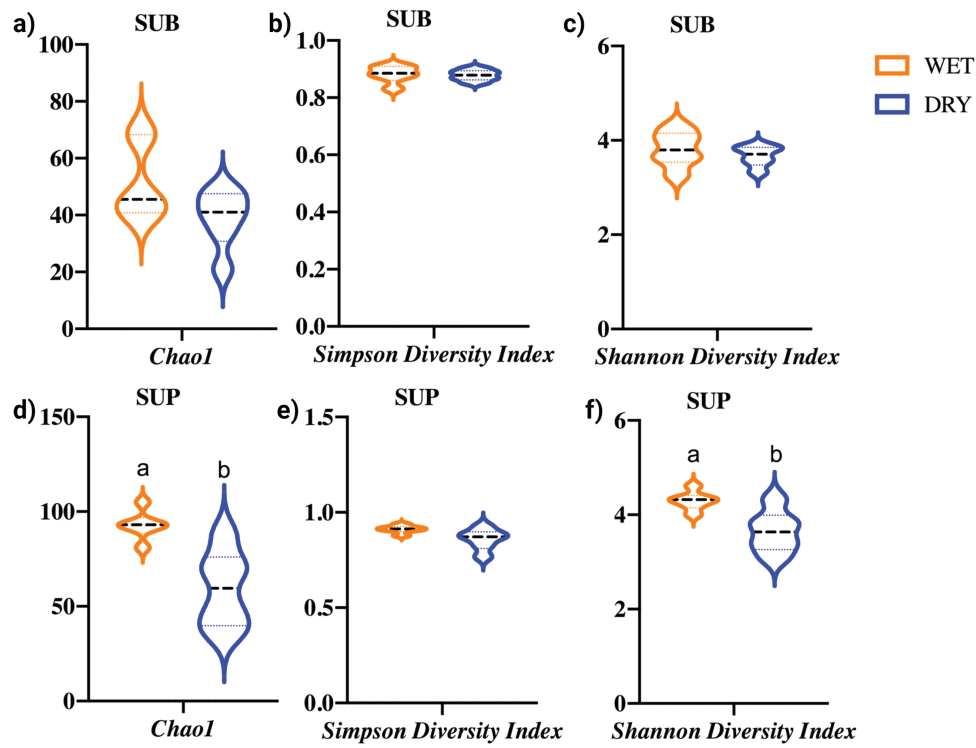 a)
SUB
100
80
60
40
20
0
Chao1
b)
SUB
1.0
0.8
0.6
0.4
0.2
0.0
Simpson Diversity Index
c)
SUB
6
4
2
0
Shannon Diversity Index
WET
DRY
d)
SUP
150
100
50
0
a
b
Chao1
e)
SUP
1.5
1.0
0.5
0.0
Simpson Diversity Index
f)
SUP
6
4
2
0
a
b
Shannon Diversity Index